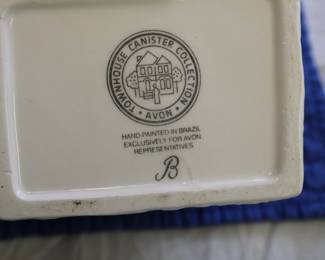 TOWNHOUSE CANISTER COLLECTION
• AVON •
HAND PAINTED IN BRAZIL
EXCLUSIVELY FOR AVON
REPRESENTATIVES
B